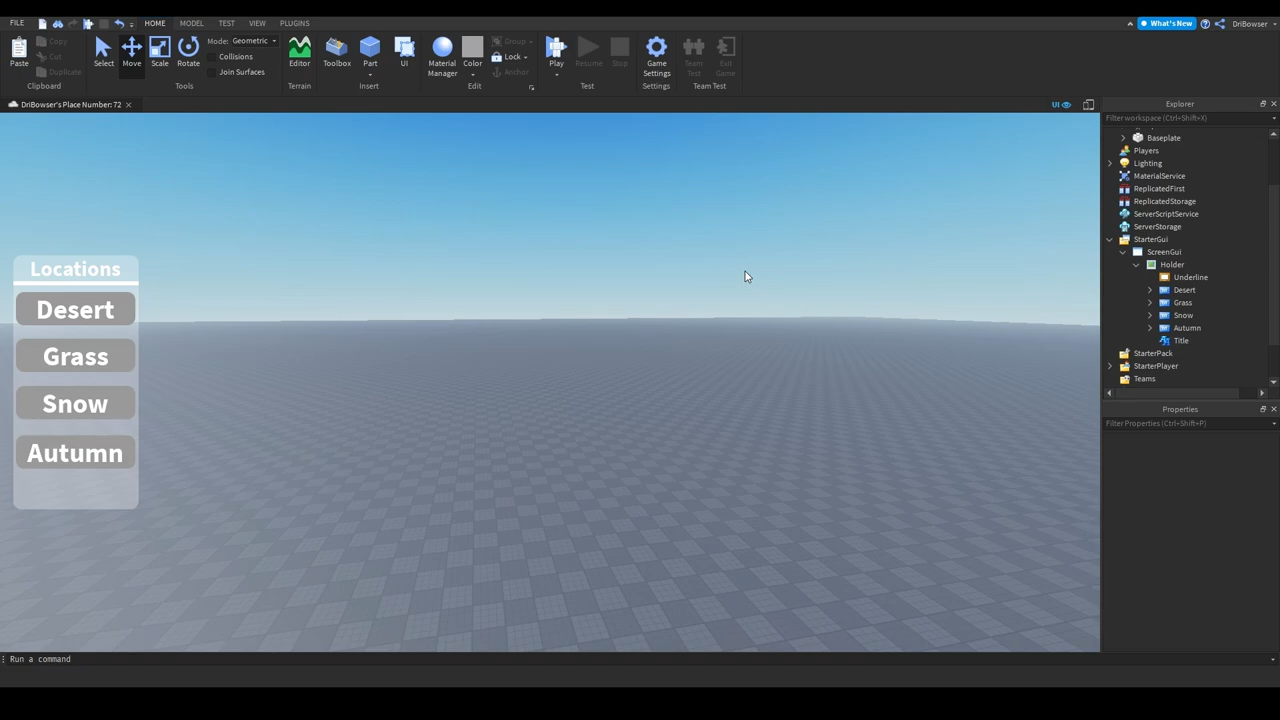 FILE HOME MODEL TEST VIEW PLUGINS What's New DriBowser
Paste Copy Cut Duplicate Clipboard
Select Move Scale Rotate Mode: Geometric Collisions Join Surfaces Tools
Editor Terrain
Toolbox Part UI Insert
Material Manager Color Group Lock Anchor Edit
Play Resume Stop Test
Game Settings Settings
Team Test Exit Game Team Test
DriBowser's Place Number: 72
UI
Locations
Desert
Grass
Snow
Autumn
Explorer
Filter workspace (Ctrl+Shift+X)
Baseplate
Players
Lighting
MaterialService
ReplicatedFirst
ReplicatedStorage
ServerScriptService
ServerStorage
StarterGui
ScreenGui
Holder
Underline
Desert
Grass
Snow
Autumn
Title
StarterPack
StarterPlayer
Teams
Properties
Filter Properties (Ctrl+Shift+P)
Run a command